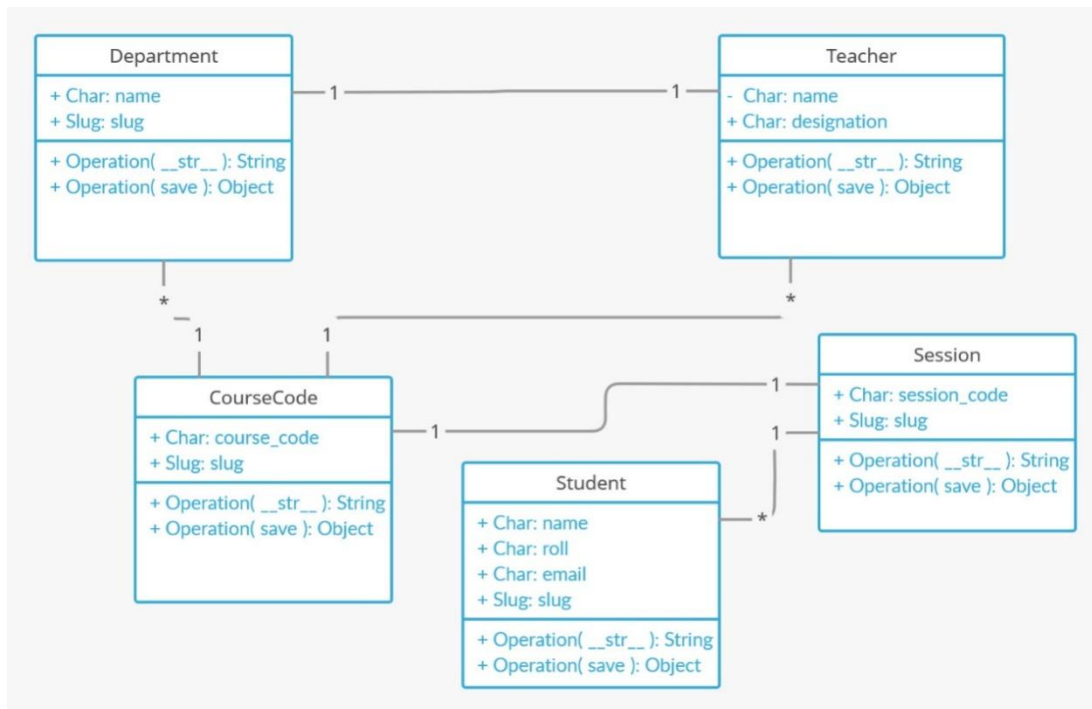 Department
+ Char: name
+ Slug: slug
+ Operation( __str__ ): String
+ Operation( save ): Object
1
1
Teacher
- Char: name
+ Char: designation
+ Operation( __str__ ): String
+ Operation( save ): Object
*
1
*
1
CourseCode
+ Char: course_code
+ Slug: slug
+ Operation( __str__ ): String
+ Operation( save ): Object
1
1
Session
+ Char: session_code
+ Slug: slug
+ Operation( __str__ ): String
+ Operation( save ): Object
1
*
Student
+ Char: name
+ Char: roll
+ Char: email
+ Slug: slug
+ Operation( __str__ ): String
+ Operation( save ): Object